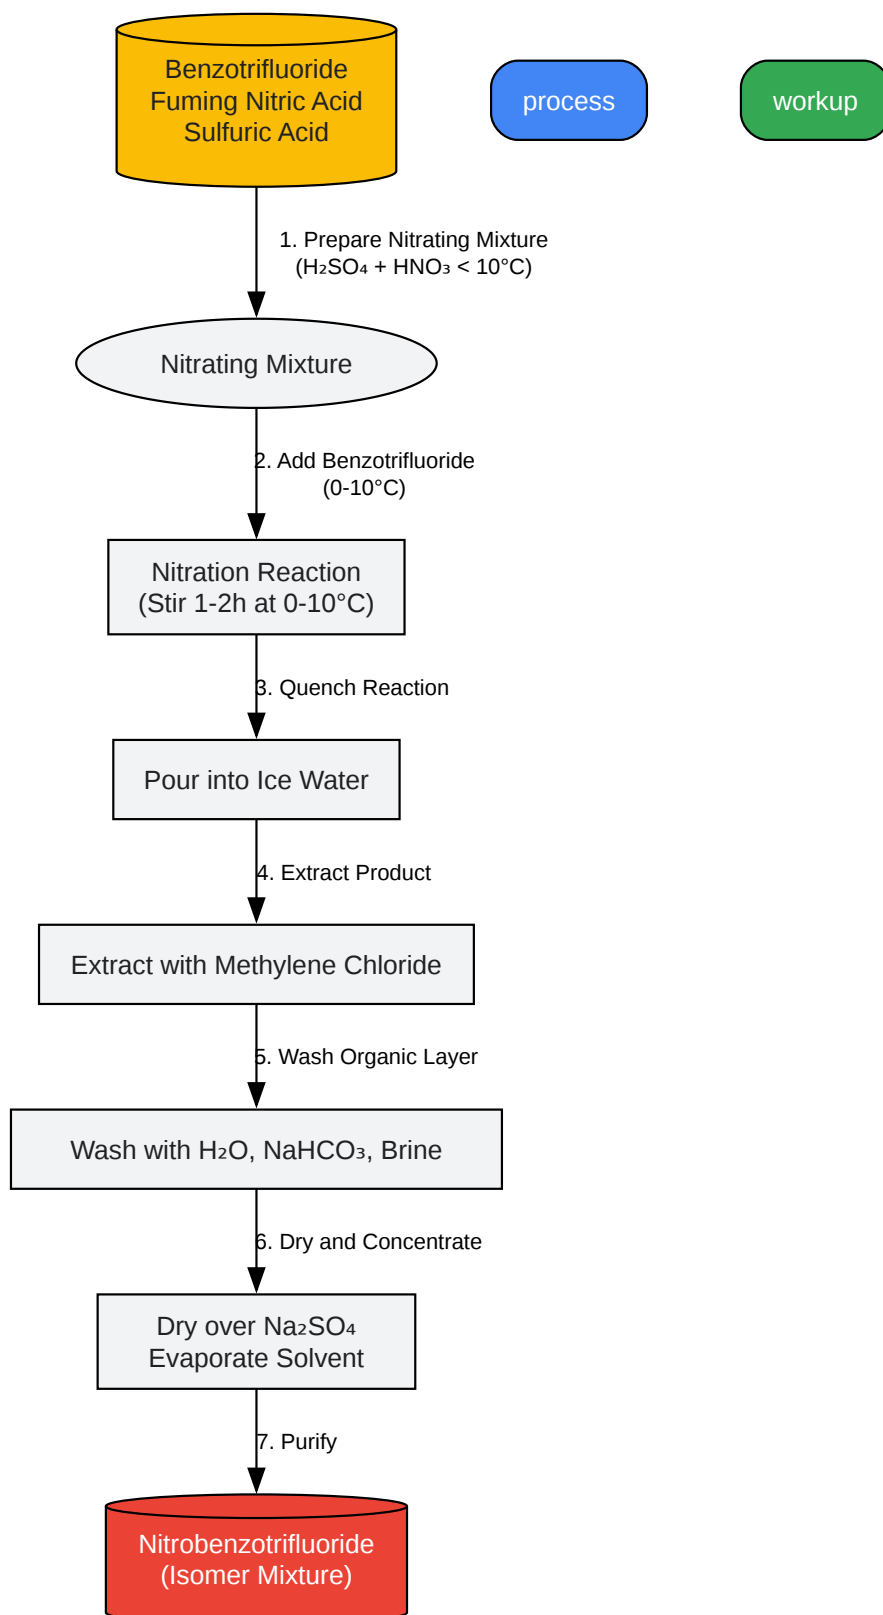 Benzotrifluoride
Fuming Nitric Acid
Sulfuric Acid
process
workup
1. Prepare Nitrating Mixture
(H₂SO₄ + HNO₃ < 10°C)
Nitrating Mixture
2. Add Benzotrifluoride
(0-10°C)
Nitration Reaction
(Stir 1-2h at 0-10°C)
3. Quench Reaction
Pour into Ice Water
4. Extract Product
Extract with Methylene Chloride
5. Wash Organic Layer
Wash with H₂O, NaHCO₃, Brine
6. Dry and Concentrate
Dry over Na₂SO₄
Evaporate Solvent
7. Purify
Nitrobenzotrifluoride
(Isomer Mixture)